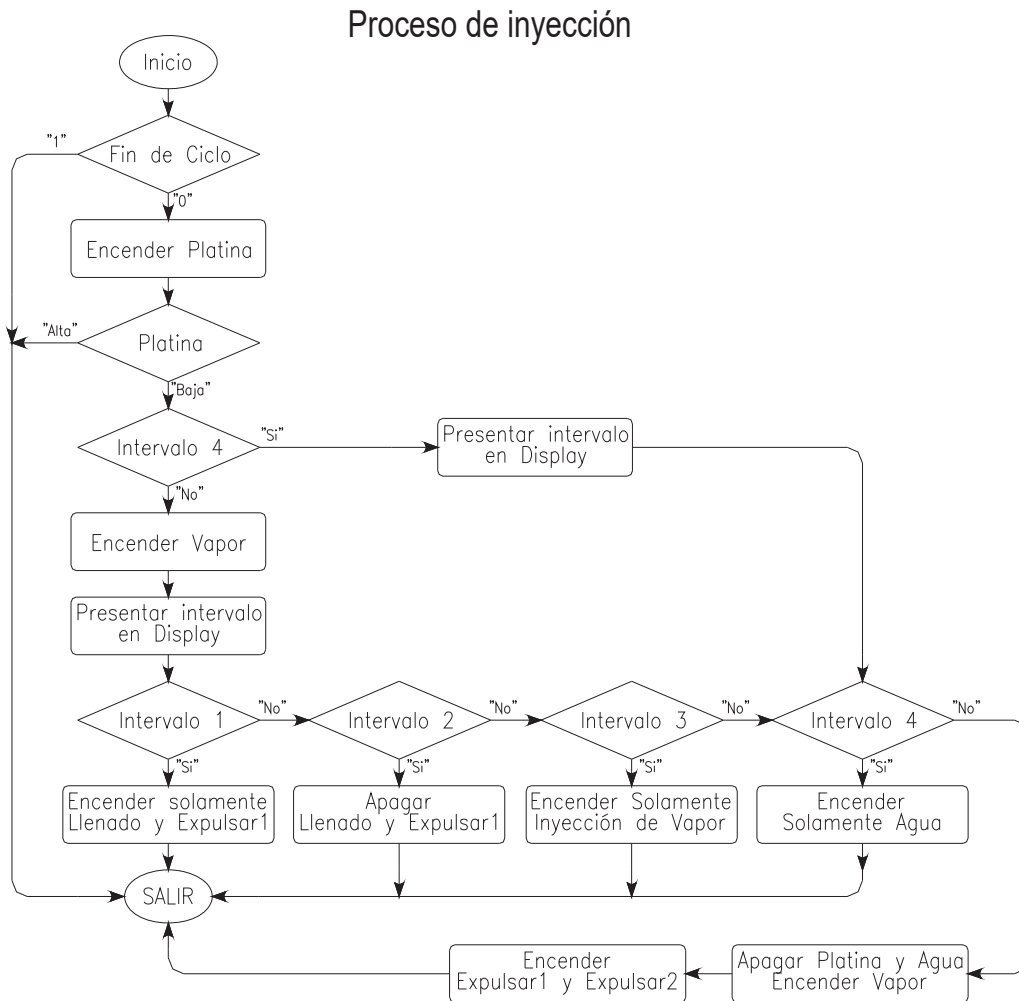 Proceso de inyección
Inicio
"1"
Fin de Ciclo
"0"
Encender Platina
"Alta"
Platina
"Baja"
Intervalo 4
"Si"
Presentar intervalo
en Display
"No"
Encender Vapor
Presentar intervalo
en Display
Intervalo 1
"No"
Intervalo 2
"No"
Intervalo 3
"No"
Intervalo 4
"No"
"Si"
"Si"
"Si"
"Si"
Encender solamente
Llenado y Expulsar1
Apagar
Llenado y Expulsar1
Encender Solamente
Inyección de Vapor
Encender
Solamente Agua
SALIR
Encender
Expulsar1 y Expulsar2
Apagar Platina y Agua
Encender Vapor